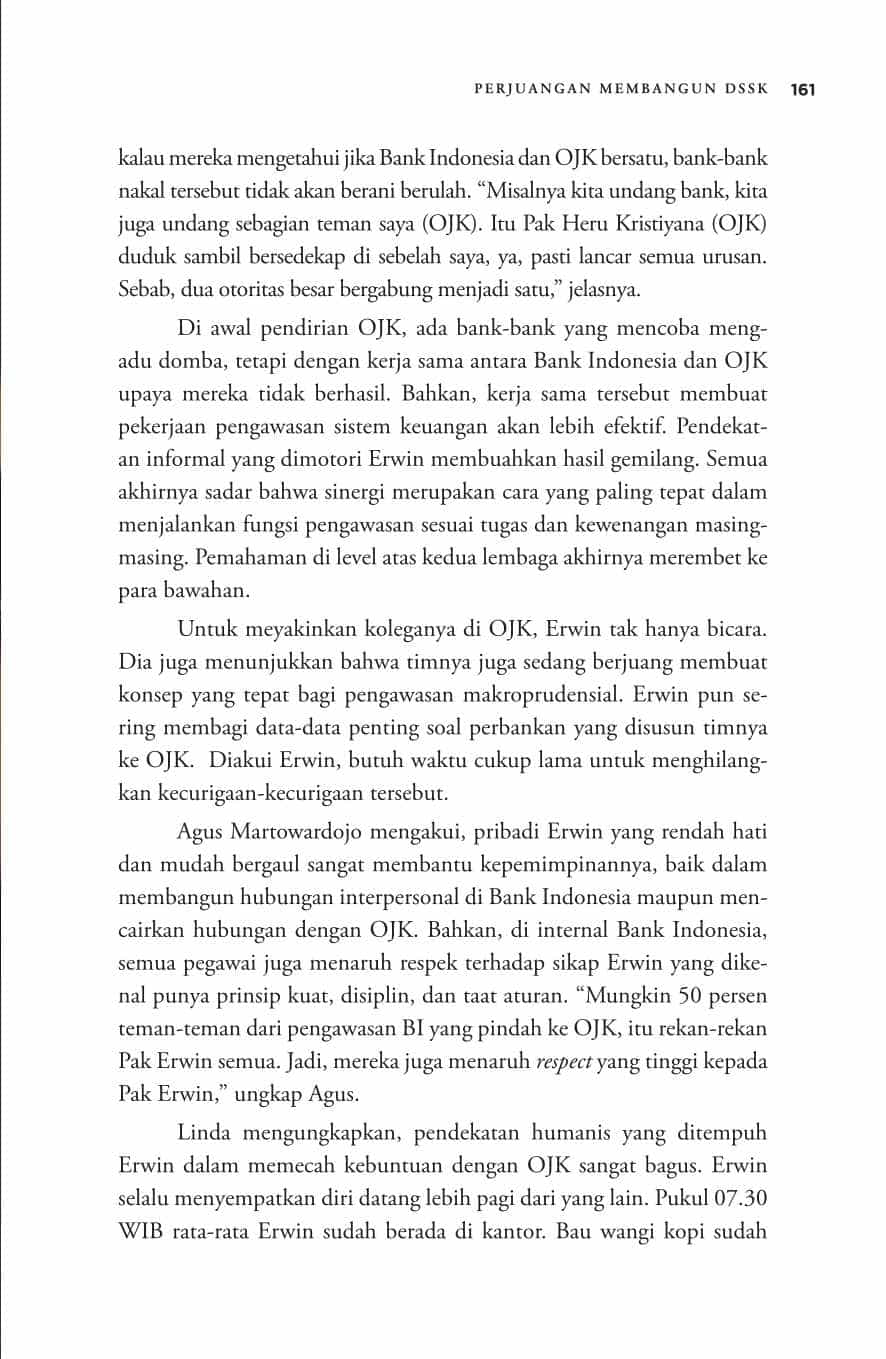 PERJUANGAN MEMBANGUN DSSK 161
kalau mereka mengetahui jika Bank Indonesia dan OJK bersatu, bank-bank
nakal tersebut tidak akan berani berulah. “Misalnya kita undang bank, kita
juga undang sebagian teman saya (OJK). Itu Pak Heru Kristiyana (OJK)
duduk sambil bersedekap di sebelah saya, ya, pasti lancar semua urusan.
Sebab, dua otoritas besar bergabung menjadi satu,” jelasnya.
Di awal pendirian OJK, ada bank-bank yang mencoba meng-
adu domba, tetapi dengan kerja sama antara Bank Indonesia dan OJK
upaya mereka tidak berhasil. Bahkan, kerja sama tersebut membuat
pekerjaan pengawasan sistem keuangan akan lebih efektif. Pendekat-
an informal yang dimotori Erwin membuahkan hasil gemilang. Semua
akhirnya sadar bahwa sinergi merupakan cara yang paling tepat dalam
menjalankan fungsi pengawasan sesuai tugas dan kewenangan masing-
masing. Pemahaman di level atas kedua lembaga akhirnya merembet ke
para bawahan.
Untuk meyakinkan koleganya di OJK, Erwin tak hanya bicara.
Dia juga menunjukkan bahwa timnya juga sedang berjuang membuat
konsep yang tepat bagi pengawasan makroprudensial. Erwin pun se-
ring membagi data-data penting soal perbankan yang disusun timnya
ke OJK.  Diakui Erwin, butuh waktu cukup lama untuk menghilang-
kan kecurigaan-kecurigaan tersebut.
Agus Martowardojo mengakui, pribadi Erwin yang rendah hati
dan mudah bergaul sangat membantu kepemimpinannya, baik dalam
membangun hubungan interpersonal di Bank Indonesia maupun men-
cairkan hubungan dengan OJK. Bahkan, di internal Bank Indonesia,
semua pegawai juga menaruh respek terhadap sikap Erwin yang dike-
nal punya prinsip kuat, disiplin, dan taat aturan. “Mungkin 50 persen
teman-teman dari pengawasan BI yang pindah ke OJK, itu rekan-rekan
Pak Erwin semua. Jadi, mereka juga menaruh respect yang tinggi kepada
Pak Erwin,” ungkap Agus.
Linda mengungkapkan, pendekatan humanis yang ditempuh
Erwin dalam memecah kebuntuan dengan OJK sangat bagus. Erwin
selalu menyempatkan diri datang lebih pagi dari yang lain. Pukul 07.30
WIB rata-rata Erwin sudah berada di kantor. Bau wangi kopi sudah